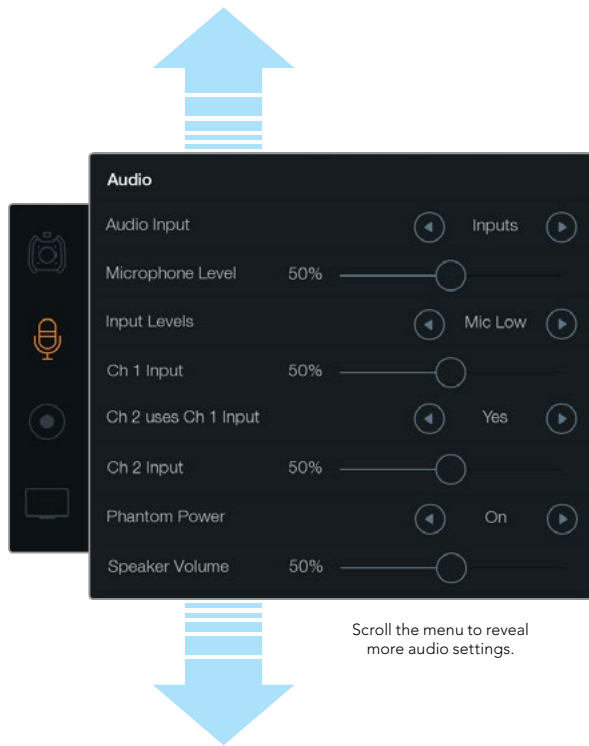 Audio
Audio Input Inputs
Microphone Level 50%
Input Levels Mic Low
Ch 1 Input 50%
Ch 2 uses Ch 1 Input Yes
Ch 2 Input 50%
Phantom Power On
Speaker Volume 50%
Scroll the menu to reveal
more audio settings.